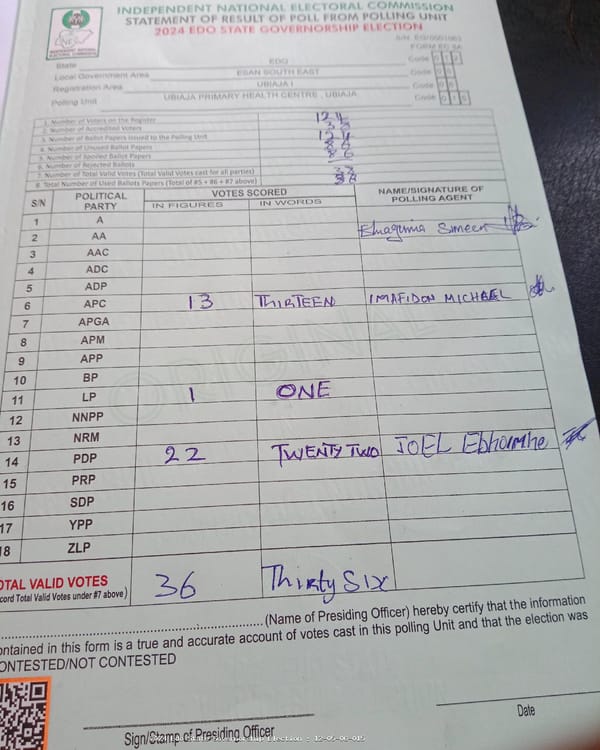 INDEPENDENT NATIONAL ELECTORAL COMMISSION
STATEMENT OF RESULT OF POLL FROM POLLING UNIT
2024 EDO STATE GOVERNORSHIP ELECTION
FORM EC 8A
State EDO Code
Local Government Area ESAN SOUTH EAST Code
Registration Area UBIAJA I Code
Polling Unit UBIAJA PRIMARY HEALTH CENTRE, UBIAJA Code
1. Number of Voters on the Register 124
2. Number of Accredited Voters
3. Number of Ballot Papers Issued to the Polling Unit 124
4. Number of Unused Ballot Papers
5. Number of Spoiled Ballot Papers
6. Number of Rejected Ballots
7. Number of Total Valid Votes (Total Valid Votes cast for all parties)
8. Total Number of Used Ballots Papers (Total of #5 + #6 + #7 above)
S/N POLITICAL PARTY VOTES SCORED NAME/SIGNATURE OF POLLING AGENT
IN FIGURES IN WORDS
1 A
2 AA
3 AAC
4 ADC
5 ADP
6 APC 13 THIRTEEN IMAFIDON MICHAEL
7 APGA
8 APM
9 APP
10 BP
11 LP 1 ONE
12 NNPP
13 NRM
14 PDP 22 TWENTY TWO JOEL
15 PRP
16 SDP
17 YPP
18 ZLP
OTAL VALID VOTES 36 Thirty Six
cord Total Valid Votes under #7 above)
(Name of Presiding Officer) hereby certify that the information
ontained in this form is a true and accurate account of votes cast in this polling Unit and that the election was
ONTESTED/NOT CONTESTED
Sign/Stamp of Presiding Officer Date